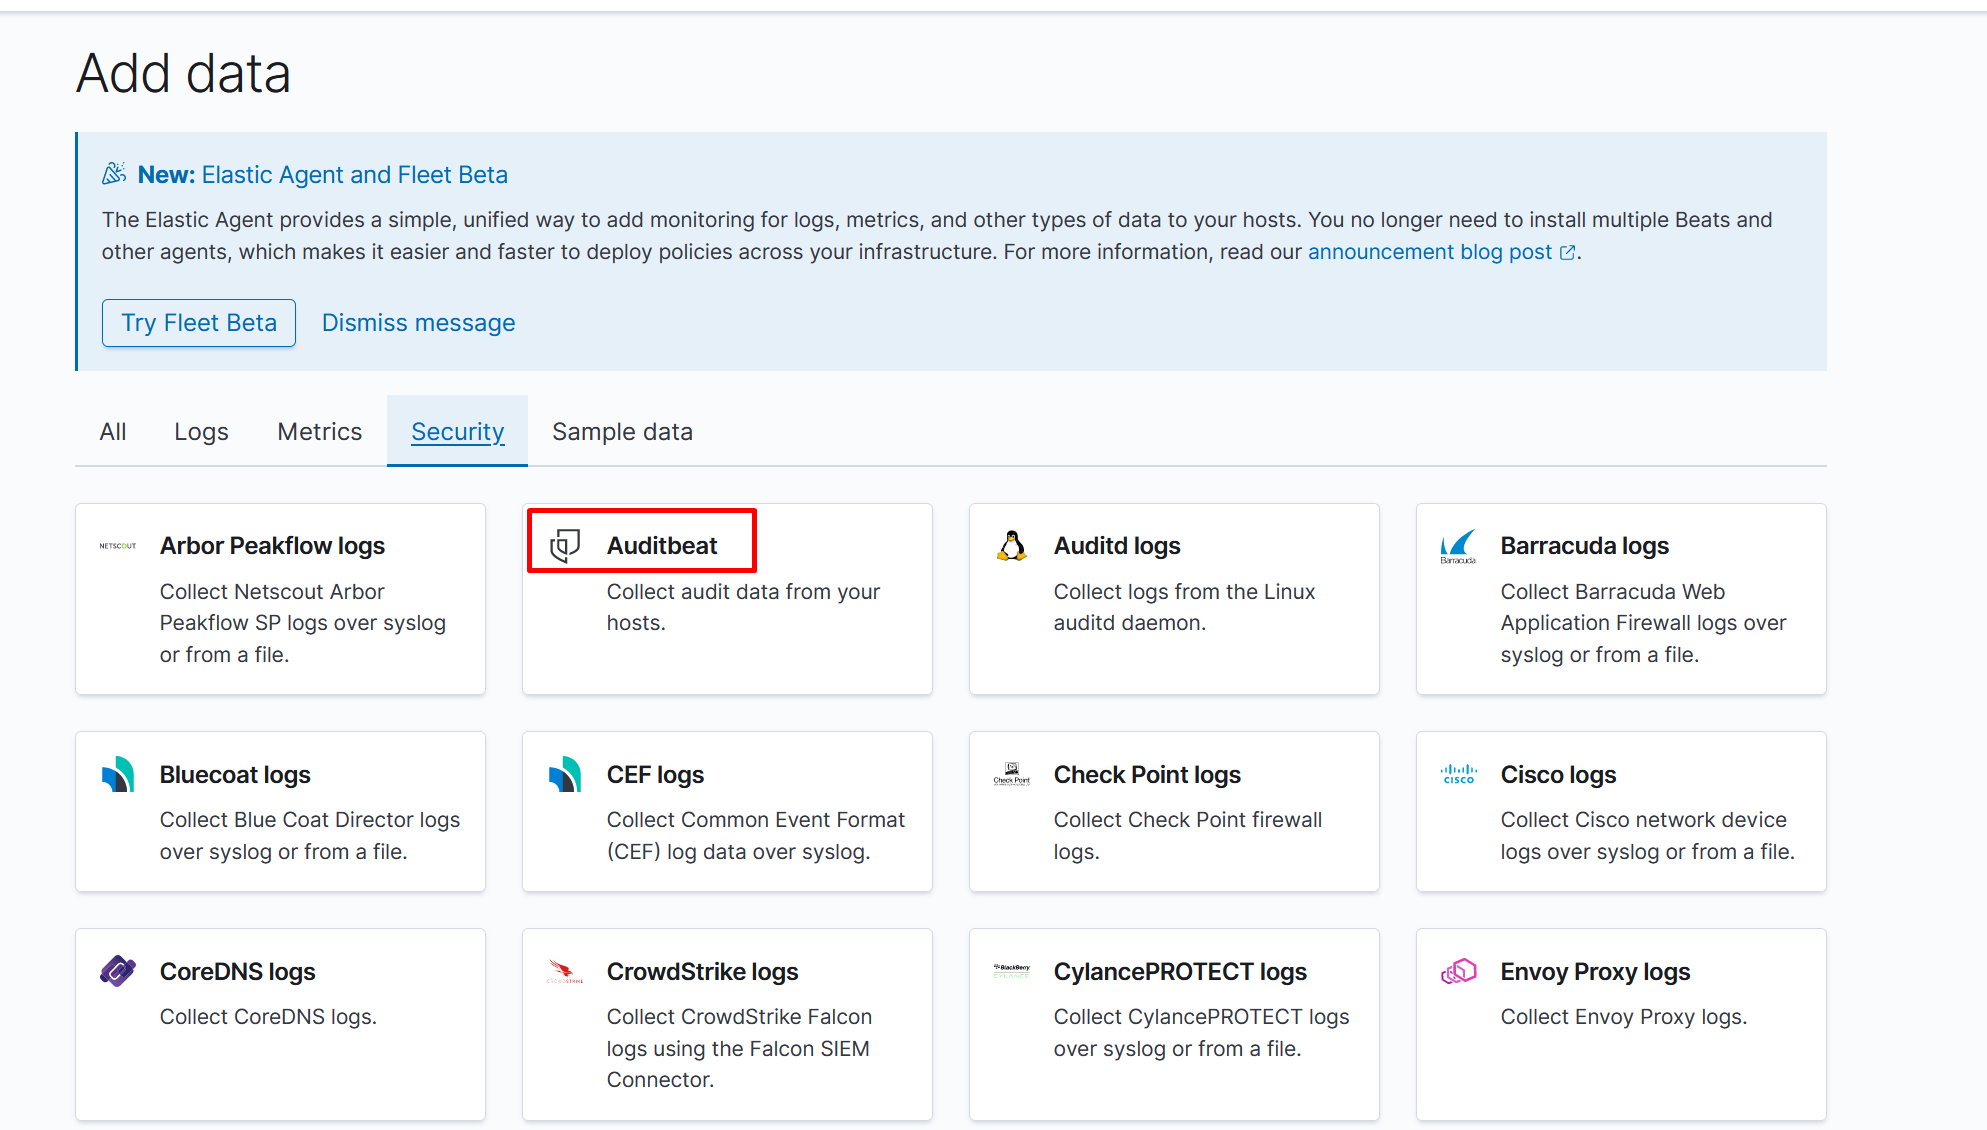 Add data
New: Elastic Agent and Fleet Beta
The Elastic Agent provides a simple, unified way to add monitoring for logs, metrics, and other types of data to your hosts. You no longer need to install multiple Beats and
other agents, which makes it easier and faster to deploy policies across your infrastructure. For more information, read our announcement blog post.
Try Fleet Beta Dismiss message
All Logs Metrics Security Sample data
NETSCOUT Arbor Peakflow logs
Collect Netscout Arbor
Peakflow SP logs over syslog
or from a file.
Auditbeat
Collect audit data from your
hosts.
Auditd logs
Collect logs from the Linux
auditd daemon.
Barracuda
Barracuda logs
Collect Barracuda Web
Application Firewall logs over
syslog or from a file.
Bluecoat logs
Collect Blue Coat Director logs
over syslog or from a file.
CEF logs
Collect Common Event Format
(CEF) log data over syslog.
Check Point
Check Point logs
Collect Check Point firewall
logs.
CISCO
Cisco logs
Collect Cisco network device
logs over syslog or from a file.
CoreDNS logs
Collect CoreDNS logs.
CROWDSTRIKE
CrowdStrike logs
Collect CrowdStrike Falcon
logs using the Falcon SIEM
Connector.
BlackBerry
CYLANCE
CylancePROTECT logs
Collect CylancePROTECT logs
over syslog or from a file.
Envoy Proxy logs
Collect Envoy Proxy logs.